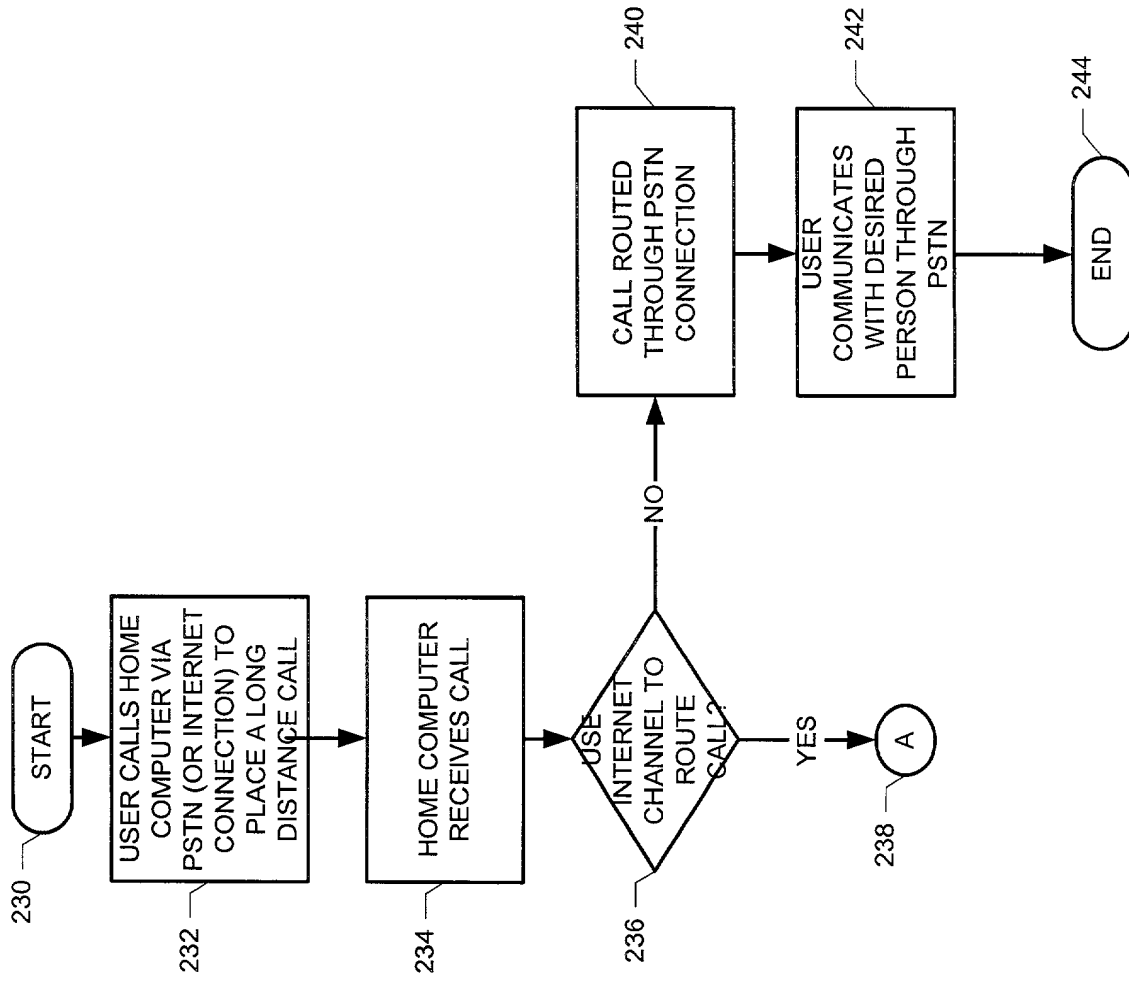 START
230
USER CALLS HOME
COMPUTER VIA
PSTN (OR INTERNET
CONNECTION) TO
PLACE A LONG
DISTANCE CALL
232
HOME COMPUTER
RECEIVES CALL
234
USE
INTERNET
CHANNEL TO
ROUTE
CALL?
236
NO
YES
A
238
CALL ROUTED
THROUGH PSTN
CONNECTION
240
USER
COMMUNICATES
WITH DESIRED
PERSON THROUGH
PSTN
242
END
244